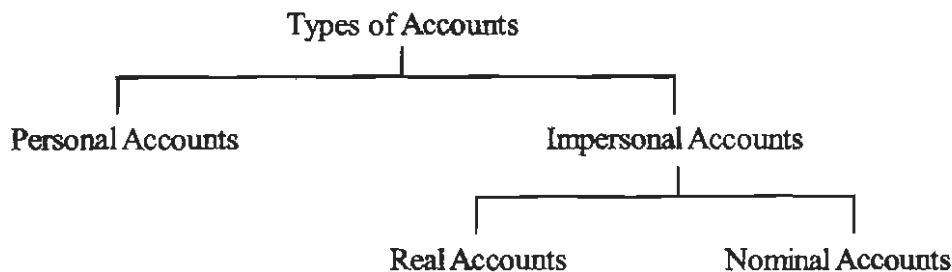 Types of Accounts
Personal Accounts
Impersonal Accounts
Real Accounts
Nominal Accounts